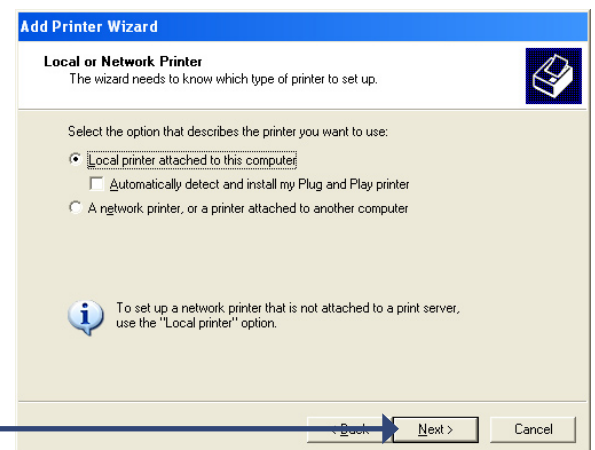 Add Printer Wizard
Local or Network Printer
The wizard needs to know which type of printer to set up.
Select the option that describes the printer you want to use:
Local printer attached to this computer
Automatically detect and install my Plug and Play printer
A network printer, or a printer attached to another computer
To set up a network printer that is not attached to a print server,
use the "Local printer" option.
< Back Next > Cancel